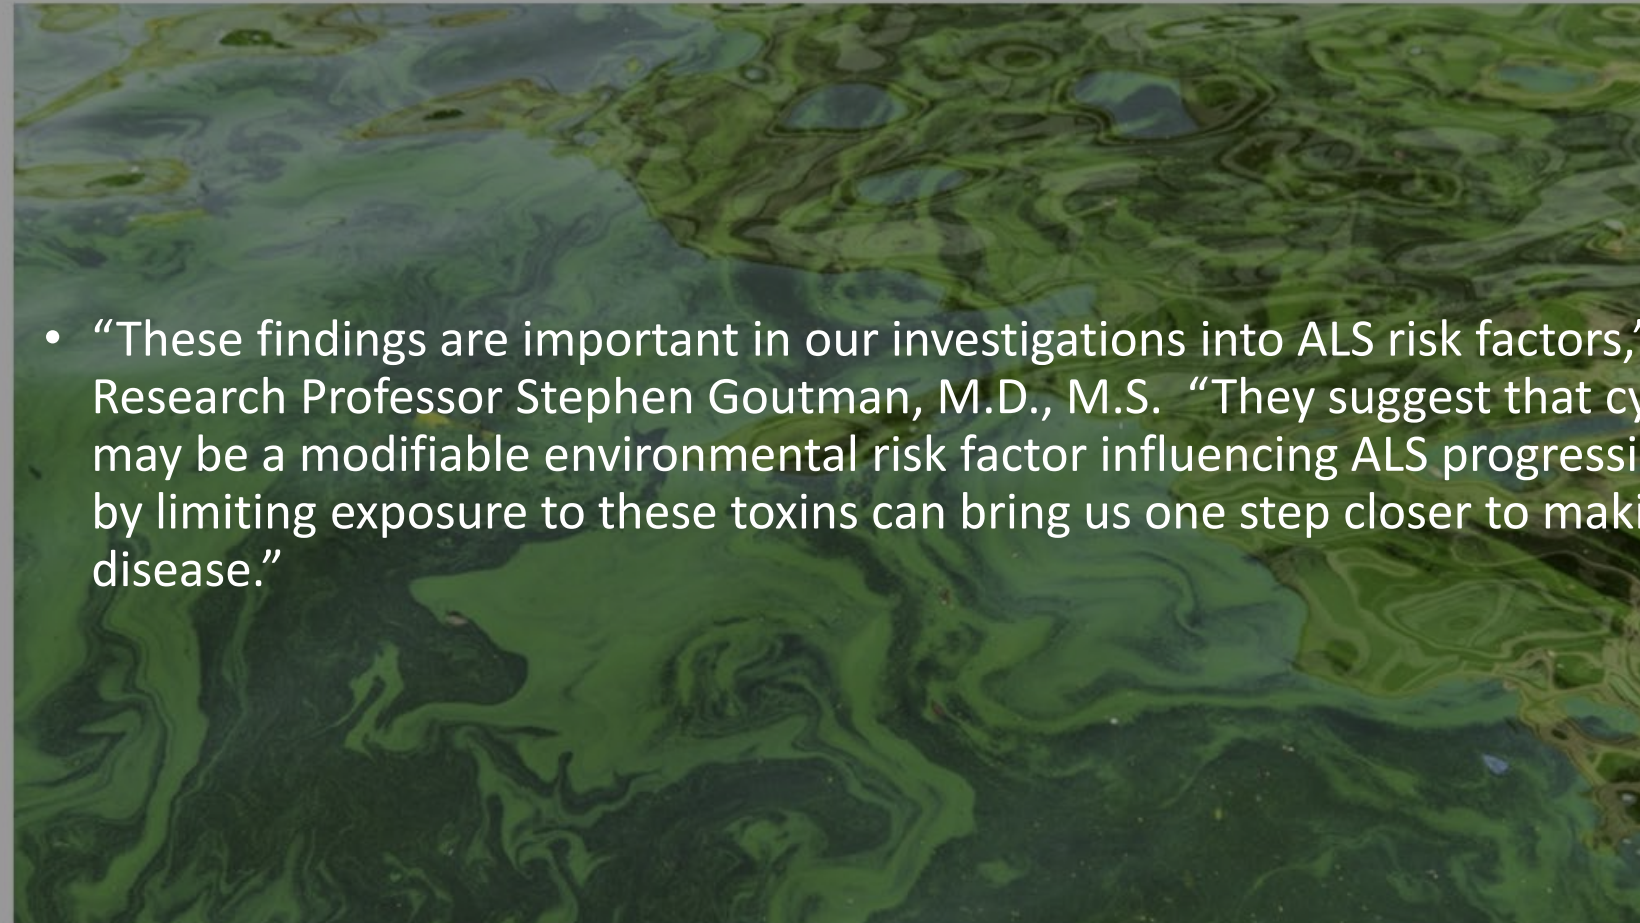 • “These findings are important in our investigations into ALS risk factors,”
Research Professor Stephen Goutman, M.D., M.S.  “They suggest that
may be a modifiable environmental risk factor influencing ALS
by limiting exposure to these toxins can bring us one step closer to
disease.”